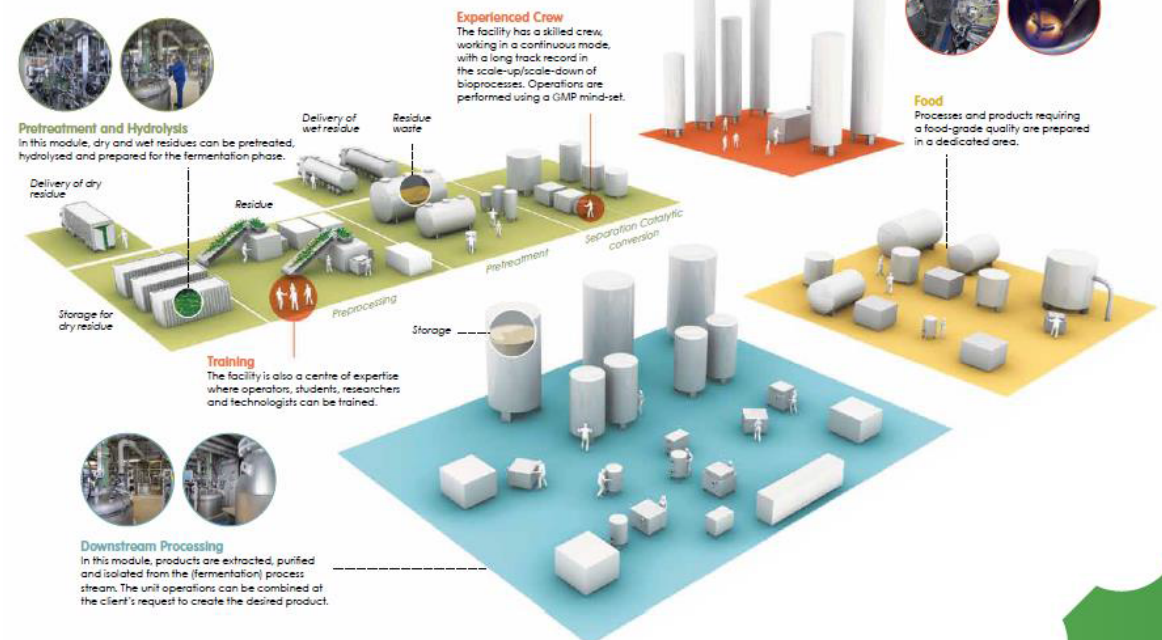 Experienced Crew
The facility has a skilled crew,
working in a continuous mode,
with a long track record in
the scale-up/scale-down of
bioprocesses. Operations are
performed using a GMP mind-set.
Food
Processes and products requiring
a food-grade quality are prepared
in a dedicated area.
Pretreatment and Hydrolysis
In this module, dry and wet residues can be pretreated,
hydrolysed and prepared for the fermentation phase.
Delivery of
wet residue
Residue
waste
Delivery of dry
residue
Residue
Separation Catalytic
conversion
Pretreatment
Preprocessing
Storage for
dry residue
Storage
Training
The facility is also a centre of expertise
where operators, students, researchers
and technologists can be trained.
Downstream Processing
In this module, products are extracted, purified
and isolated from the (fermentation) process
stream. The unit operations can be combined at
the client's request to create the desired product.